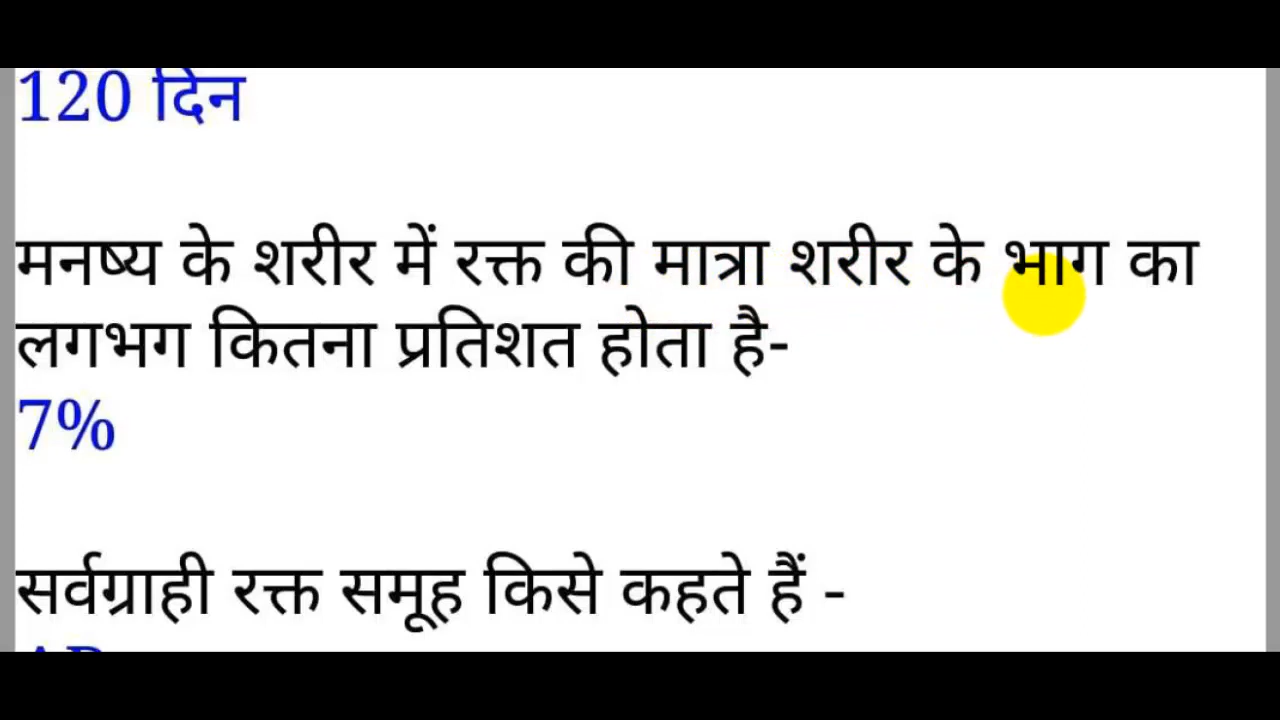 120 दिन
मनष्य के शरीर में रक्त की मात्रा शरीर के भाग का
लगभग कितना प्रतिशत होता है-
7%
सर्वग्राही रक्त समूह किसे कहते हैं -